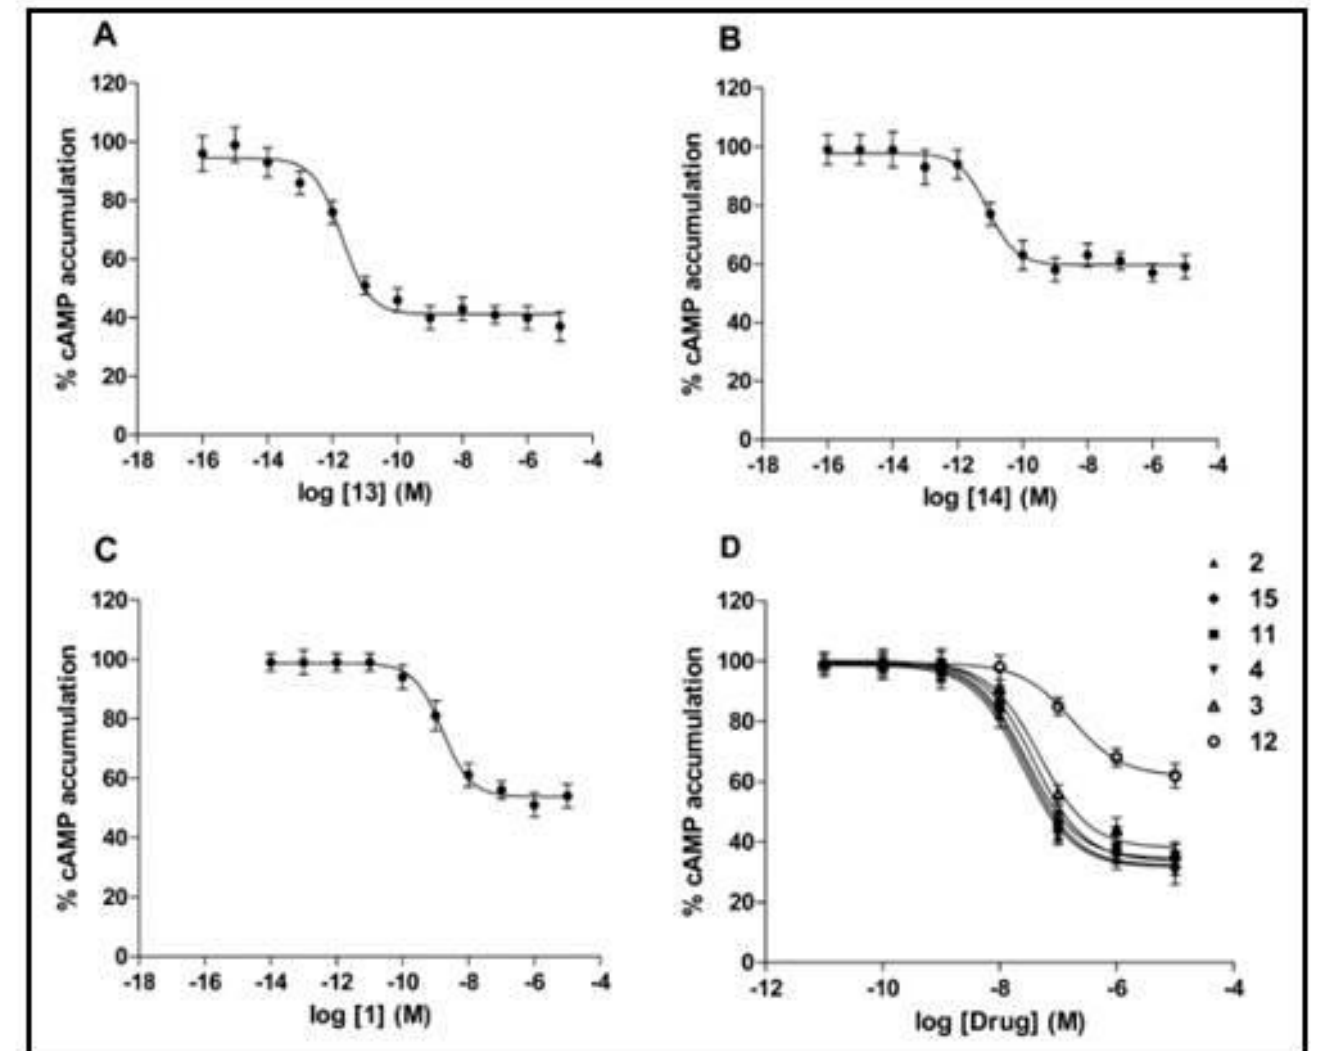 A
120
100
80
60
40
20
0
-18 -16 -14 -12 -10 -8 -6 -4
% cAMP accumulation
log [13] (M)
B
120
100
80
60
40
20
0
-18 -16 -14 -12 -10 -8 -6 -4
% cAMP accumulation
log [14] (M)
C
120
100
80
60
40
20
0
-18 -16 -14 -12 -10 -8 -6 -4
% cAMP accumulation
log [1] (M)
D
2
15
11
4
3
12
120
100
80
60
40
20
0
-12 -10 -8 -6 -4
% cAMP accumulation
log [Drug] (M)